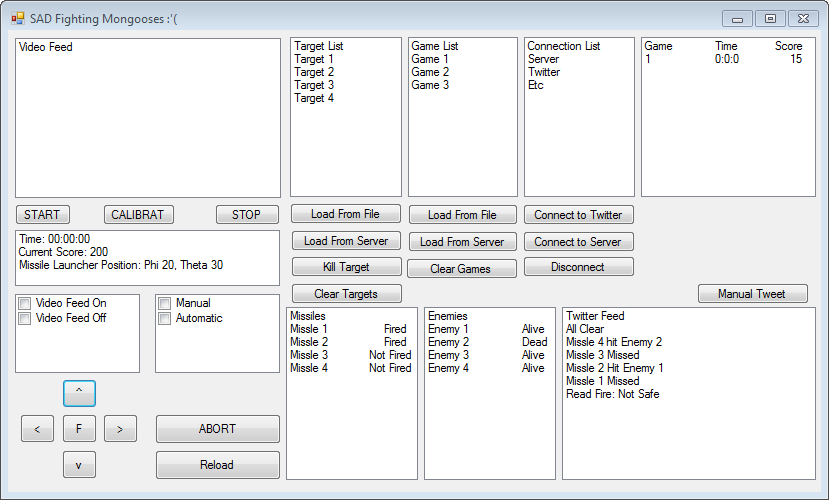 SAD Fighting Mongooses :'(
Video Feed
Target List
Target 1
Target 2
Target 3
Target 4
Game List
Game 1
Game 2
Game 3
Connection List
Server
Twitter
Etc
Game Time Score
1 0:0:0 15
START CALIBRAT STOP
Load From File Load From File Connect to Twitter
Load From Server Load From Server Connect to Server
Kill Target Clear Games Disconnect
Clear Targets Manual Tweet
Time: 00:00:00
Current Score: 200
Missile Launcher Position: Phi 20, Theta 30
Video Feed On
Video Feed Off
Manual
Automatic
^
< F >
v
ABORT
Reload
Missiles
Missle 1 Fired
Missle 2 Fired
Missle 3 Not Fired
Missle 4 Not Fired
Enemies
Enemy 1 Alive
Enemy 2 Dead
Enemy 3 Alive
Enemy 4 Alive
Twitter Feed
All Clear
Missle 4 hit Enemy 2
Missle 3 Missed
Missle 2 Hit Enemy 1
Missle 1 Missed
Read Fire: Not Safe